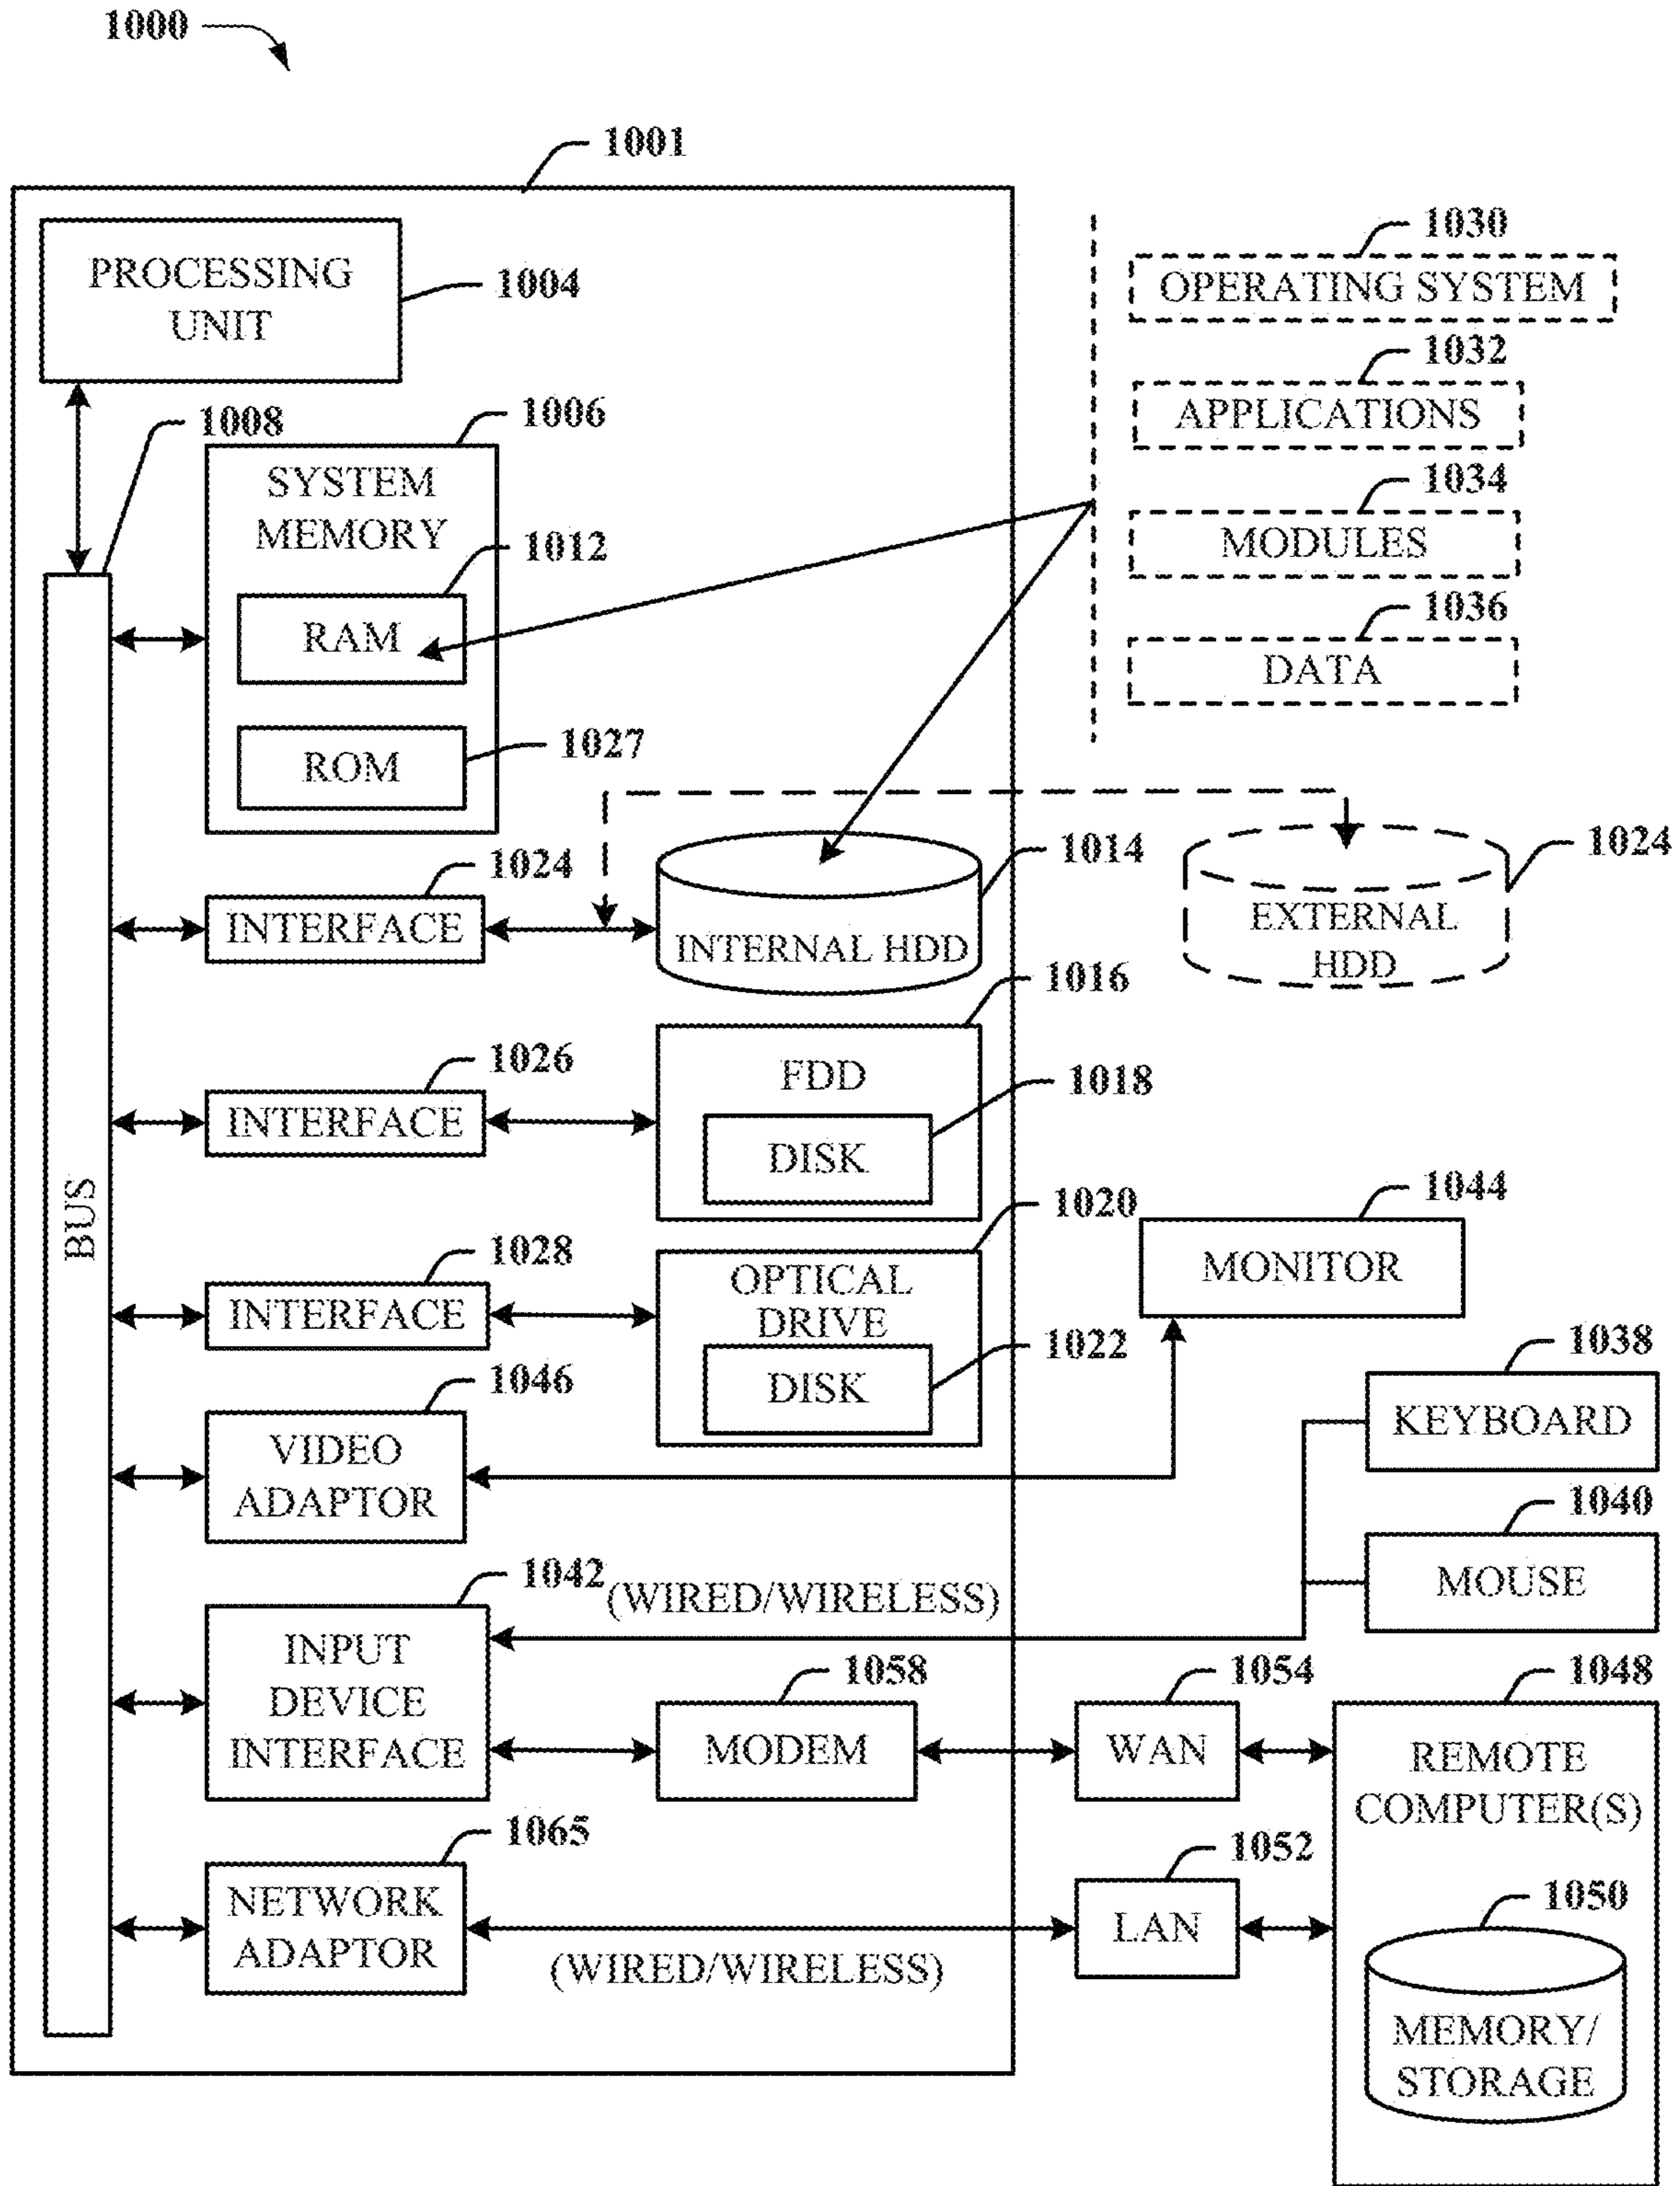 1000
1001
PROCESSING
UNIT
1004
1030
OPERATING SYSTEM
1032
APPLICATIONS
1034
MODULES
1036
DATA
1008
1006
SYSTEM
MEMORY
1012
RAM
1027
ROM
1024
INTERFACE
1014
INTERNAL HDD
1024
EXTERNAL
HDD
1026
INTERFACE
1016
FDD
1018
DISK
BUS
1028
INTERFACE
1020
OPTICAL
DRIVE
1022
DISK
1044
MONITOR
1046
VIDEO
ADAPTOR
1038
KEYBOARD
1040
MOUSE
1042
(WIRED/WIRELESS)
INPUT
DEVICE
INTERFACE
1058
MODEM
1054
WAN
1048
REMOTE
COMPUTER(S)
1065
NETWORK
ADAPTOR
(WIRED/WIRELESS)
1052
LAN
1050
MEMORY/
STORAGE